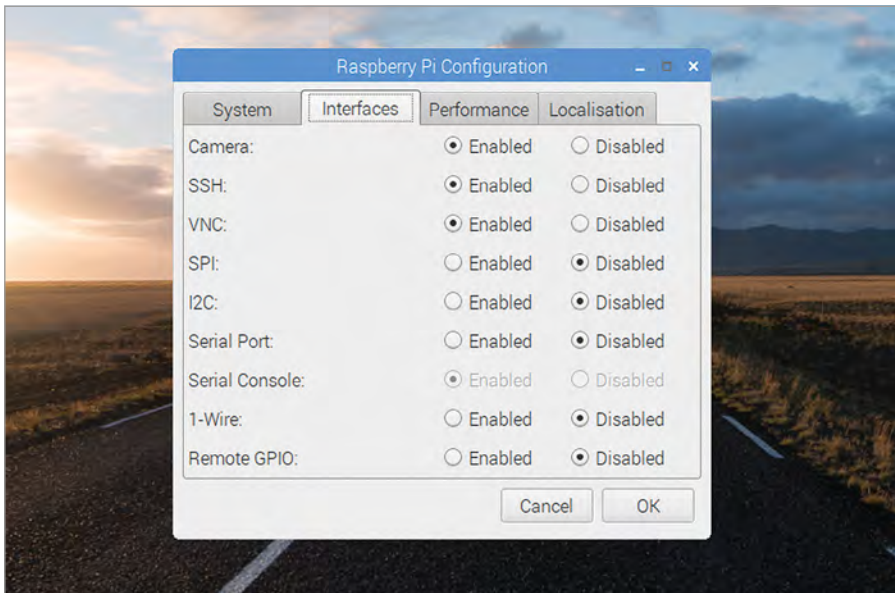 Raspberry Pi Configuration
System Interfaces Performance Localisation
Camera: Enabled Disabled
SSH: Enabled Disabled
VNC: Enabled Disabled
SPI: Enabled Disabled
I2C: Enabled Disabled
Serial Port: Enabled Disabled
Serial Console: Enabled Disabled
1-Wire: Enabled Disabled
Remote GPIO: Enabled Disabled
Cancel OK